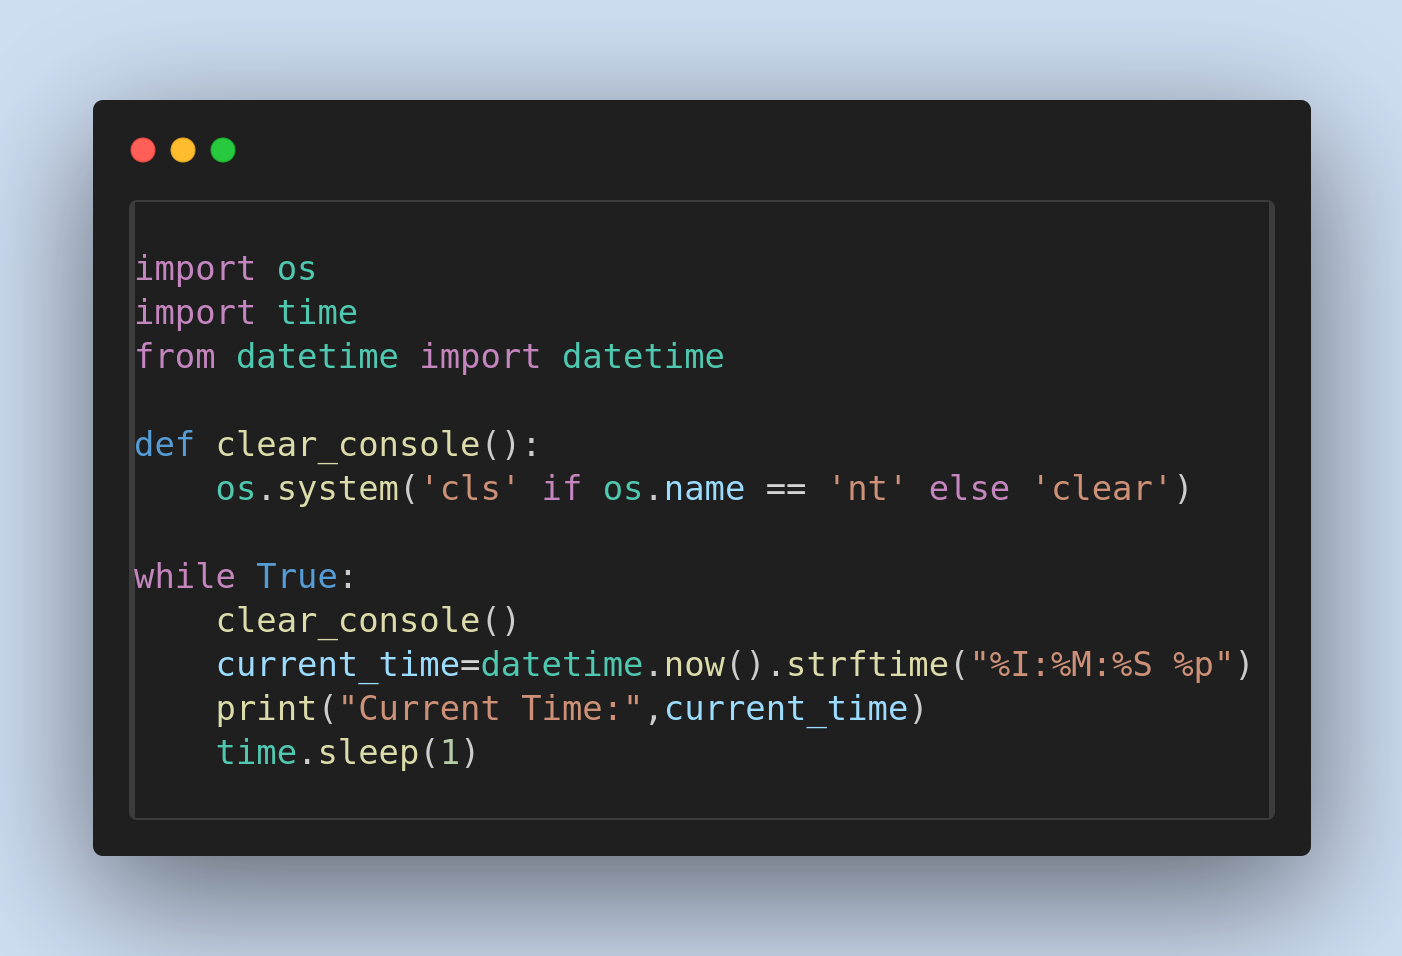 import os
import time
from datetime import datetime

def clear_console():
    os.system('cls' if os.name == 'nt' else 'clear')

while True:
    clear_console()
    current_time=datetime.now().strftime("%I:%M:%S %p")
    print("Current Time:",current_time)
    time.sleep(1)